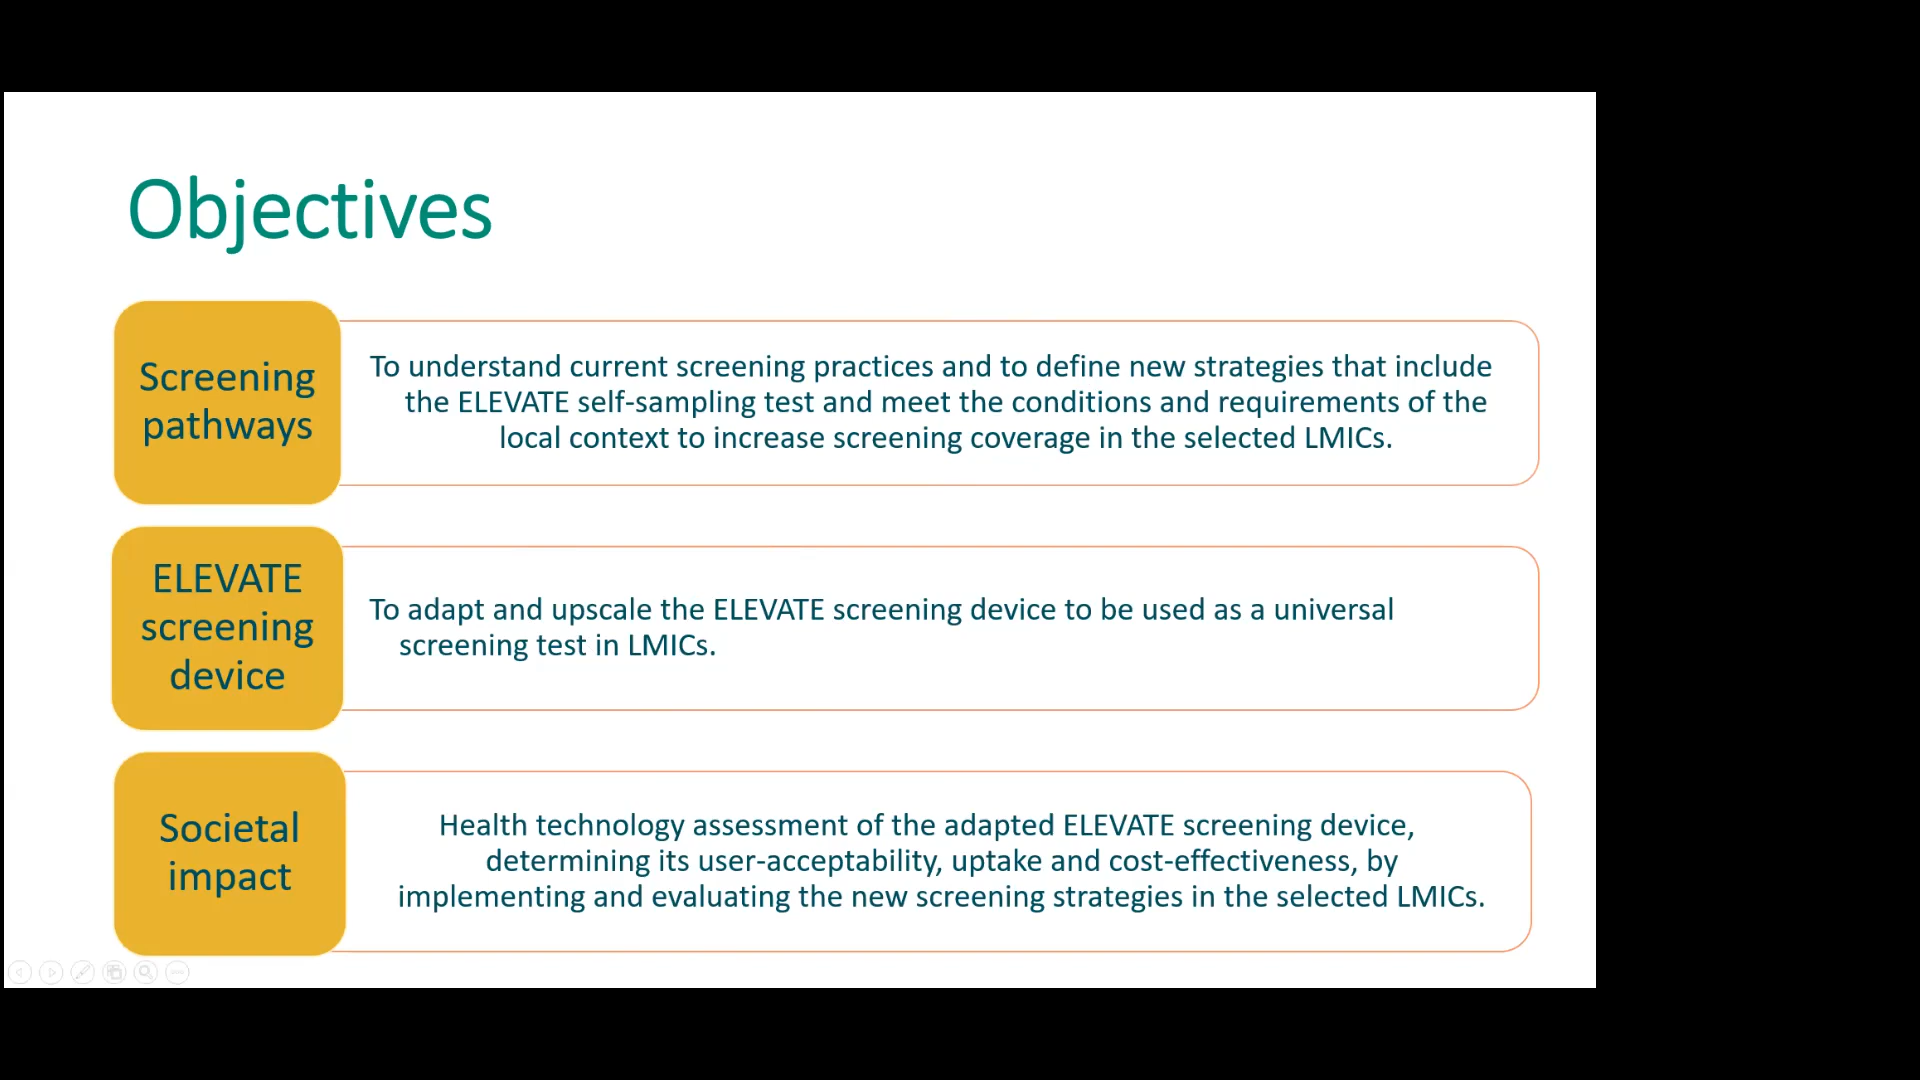 Objectives
Screening
pathways
To understand current screening practices and to define new strategies that include
the ELEVATE self-sampling test and meet the conditions and requirements of the
local context to increase screening coverage in the selected LMICs.
ELEVATE
screening
device
To adapt and upscale the ELEVATE screening device to be used as a universal
screening test in LMICs.
Societal
impact
Health technology assessment of the adapted ELEVATE screening device,
determining its user-acceptability, uptake and cost-effectiveness, by
implementing and evaluating the new screening strategies in the selected LMICs.